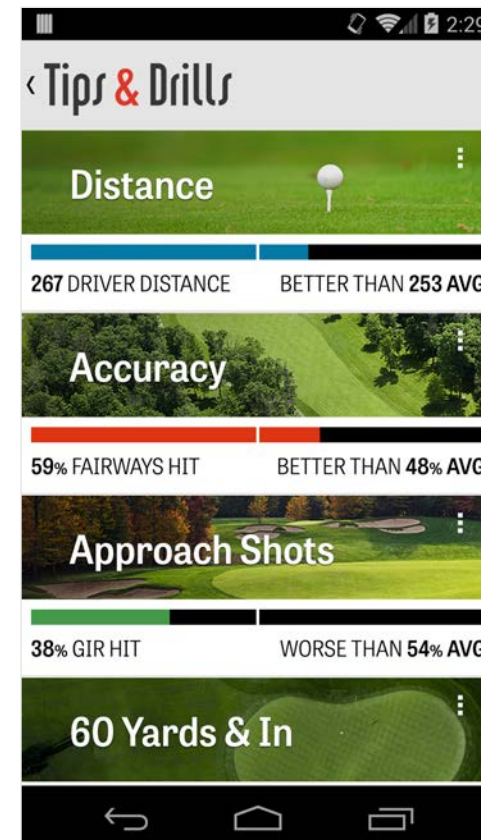 2:29
Tips & Drills
Distance
267 DRIVER DISTANCE BETTER THAN 253 AVG
Accuracy
59% FAIRWAYS HIT BETTER THAN 48% AVG
Approach Shots
38% GIR HIT WORSE THAN 54% AVG
60 Yards & In